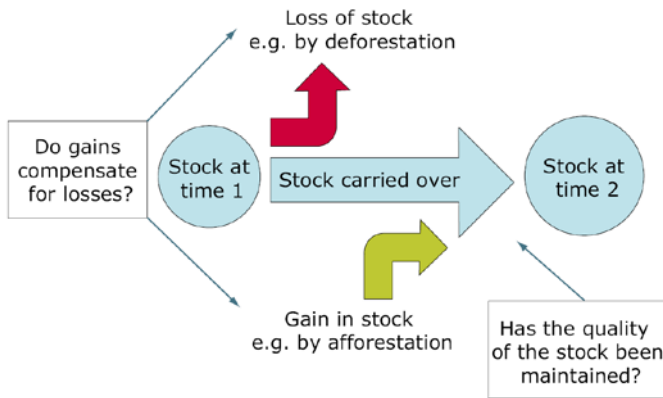 Loss of stock
e.g. by deforestation
Do gains
compensate
for losses?
Stock at
time 1
Stock carried over
Stock at
time 2
Gain in stock
e.g. by afforestation
Has the quality
of the stock been
maintained?